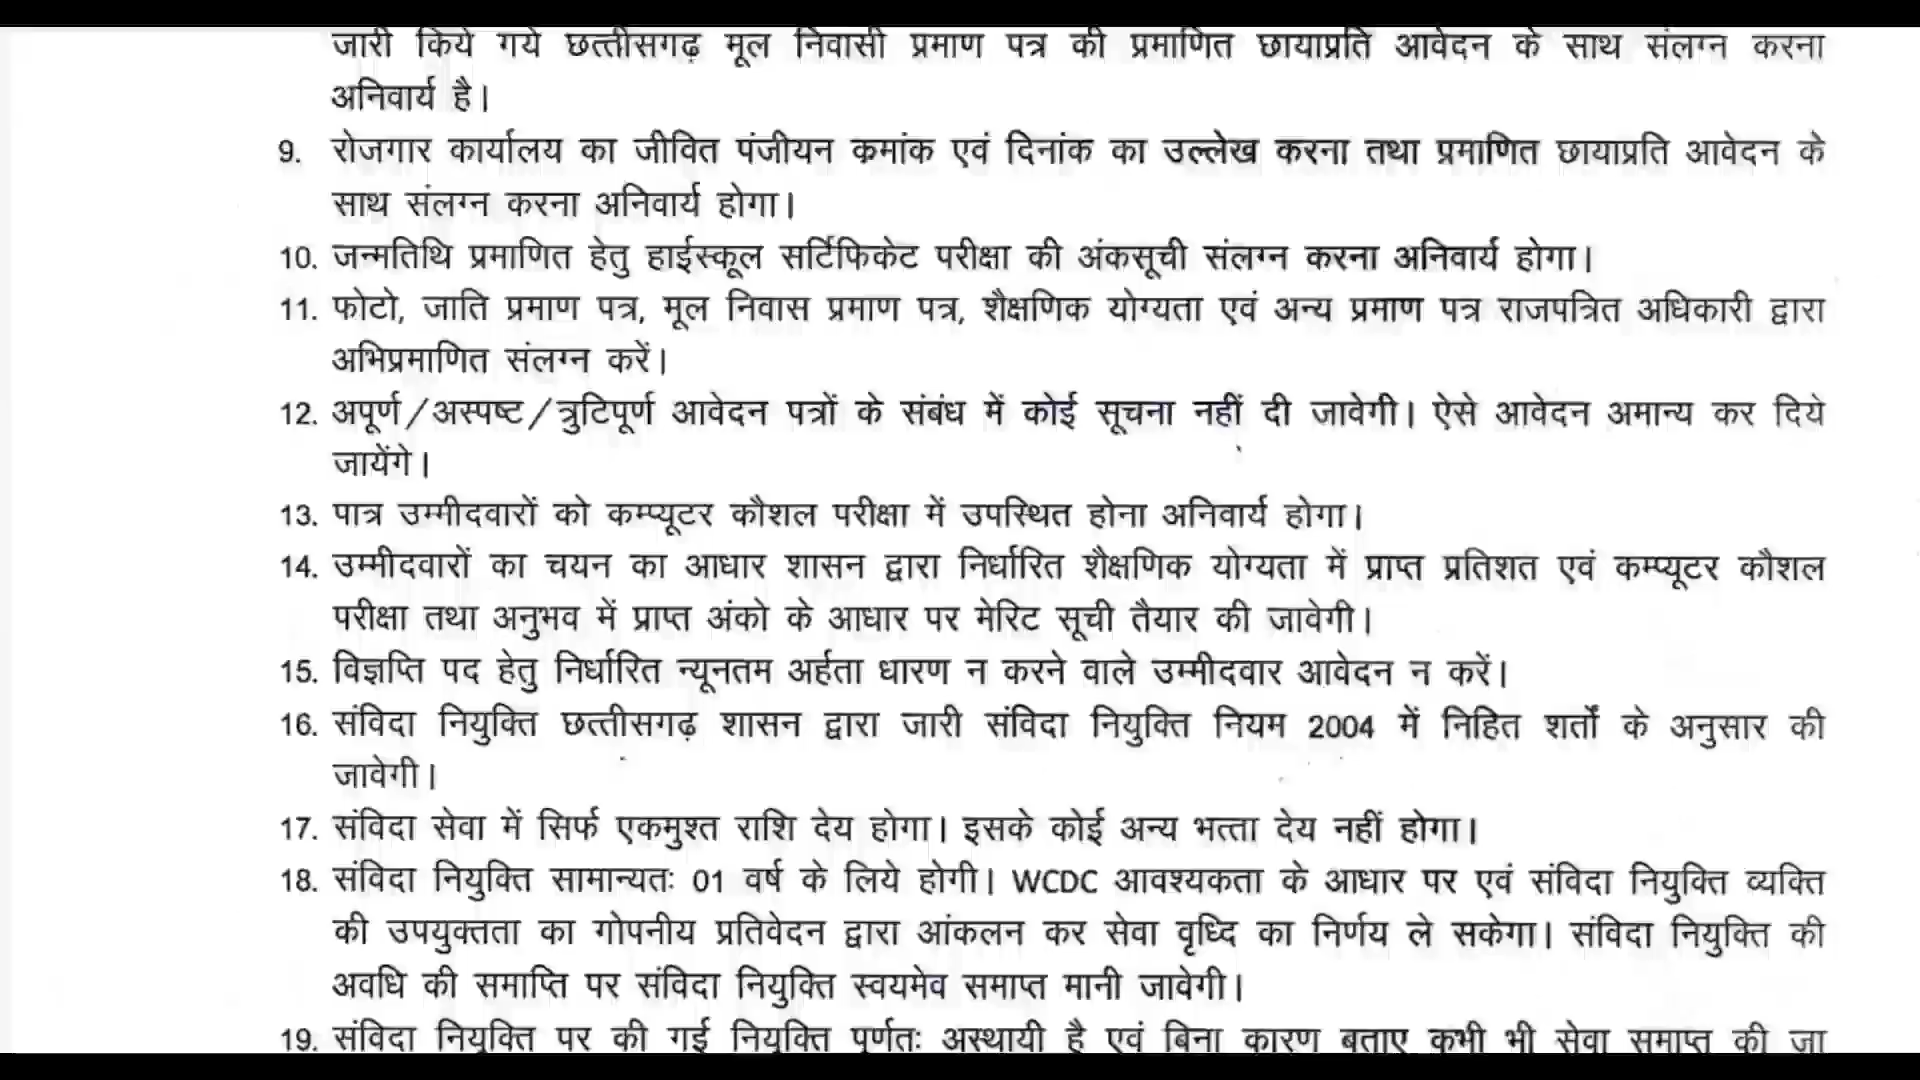 जारी किये गये छत्तीसगढ़ मूल निवासी प्रमाण पत्र की प्रमाणित छायाप्रति आवेदन के साथ संलग्न करना
अनिवार्य है।
9. रोजगार कार्यालय का जीवित पंजीयन कमांक एवं दिनांक का उल्लेख करना तथा प्रमाणित छायाप्रति आवेदन के
साथ संलग्न करना अनिवार्य होगा।
10. जन्मतिथि प्रमाणित हेतु हाईस्कूल सर्टिफिकेट परीक्षा की अंकसूची संलग्न करना अनिवार्य होगा।
11. फोटो, जाति प्रमाण पत्र, मूल निवास प्रमाण पत्र, शैक्षणिक योग्यता एवं अन्य प्रमाण पत्र राजपत्रित अधिकारी द्वारा
अभिप्रमाणित संलग्न करें।
12. अपूर्ण/अस्पष्ट/त्रुटिपूर्ण आवेदन पत्रों के संबंध में कोई सूचना नहीं दी जावेगी। ऐसे आवेदन अमान्य कर दिये
जायेंगे।
13. पात्र उम्मीदवारों को कम्प्यूटर कौशल परीक्षा में उपस्थित होना अनिवार्य होगा।
14. उम्मीदवारों का चयन का आधार शासन द्वारा निर्धारित शैक्षणिक योग्यता में प्राप्त प्रतिशत एवं कम्प्यूटर कौशल
परीक्षा तथा अनुभव में प्राप्त अंको के आधार पर मेरिट सूची तैयार की जावेगी।
15. विज्ञप्ति पद हेतु निर्धारित न्यूनतम अर्हता धारण न करने वाले उम्मीदवार आवेदन न करें।
16. संविदा नियुक्ति छत्तीसगढ़ शासन द्वारा जारी संविदा नियुक्ति नियम 2004 में निहित शर्तों के अनुसार की
जावेगी।
17. संविदा सेवा में सिर्फ एकमुश्त राशि देय होगा। इसके कोई अन्य भत्ता देय नहीं होगा।
18. संविदा नियुक्ति सामान्यतः 01 वर्ष के लिये होगी। WCDC आवश्यकता के आधार पर एवं संविदा नियुक्ति व्यक्ति
की उपयुक्तता का गोपनीय प्रतिवेदन द्वारा आंकलन कर सेवा वृध्दि का निर्णय ले सकेगा। संविदा नियुक्ति की
अवधि की समाप्ति पर संविदा नियुक्ति स्वयमेव समाप्त मानी जावेगी।
19. संविदा नियुक्ति पर की गई नियुक्ति पूर्णतः अस्थायी है एवं बिना कारण बताए कभी भी सेवा समाप्त की जा